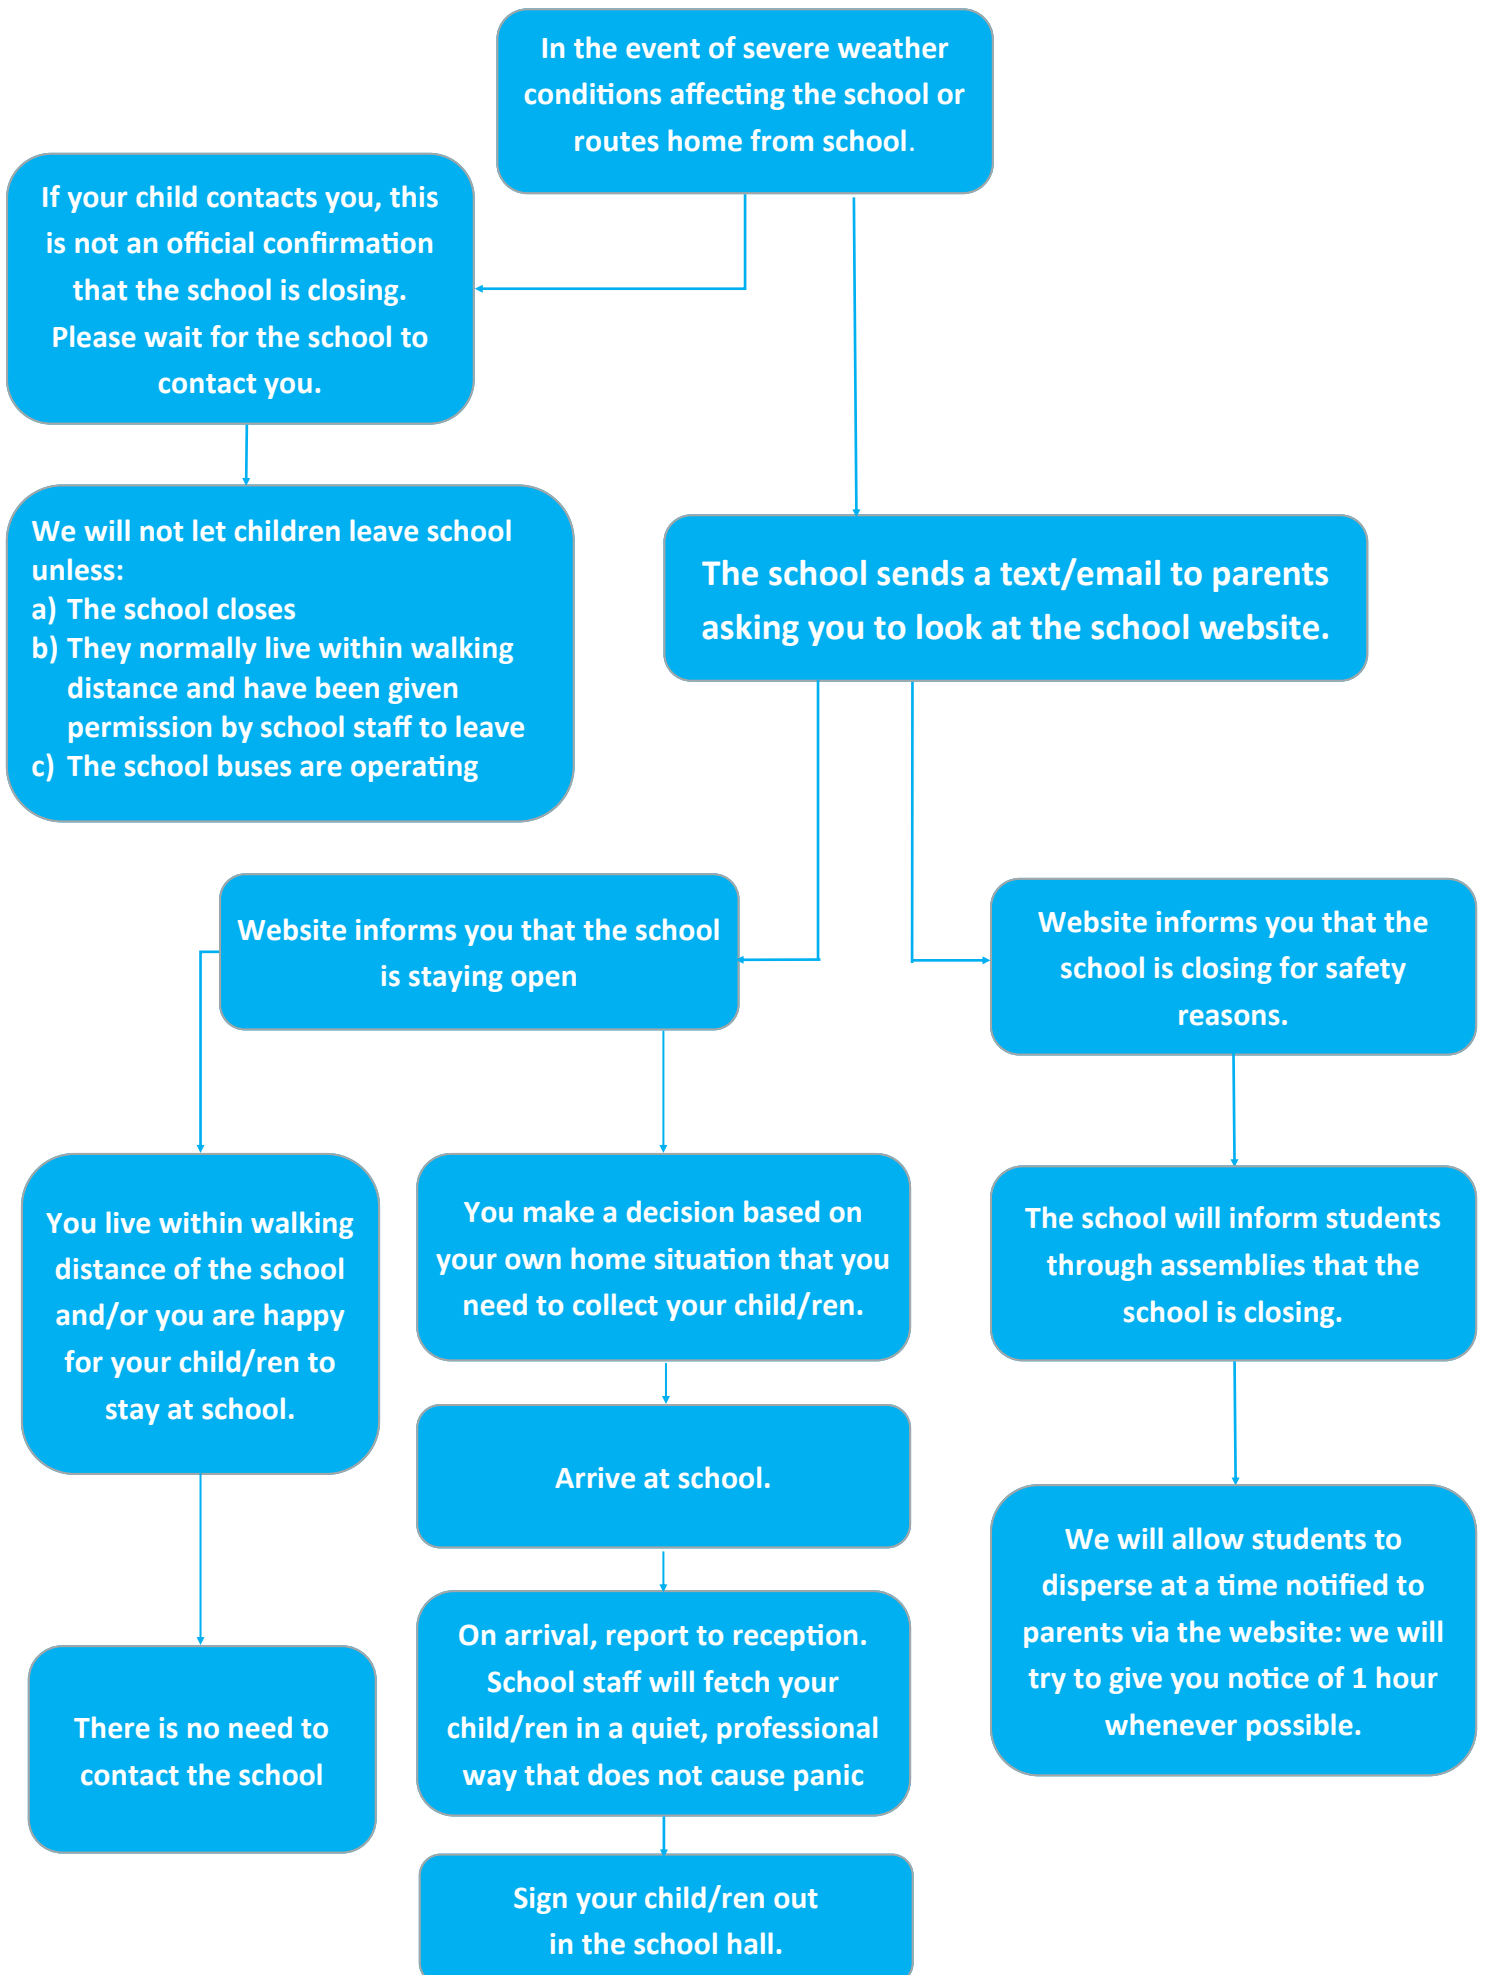 In the event of severe weather
conditions affecting the school or
routes home from school.
If your child contacts you, this
is not an official confirmation
that the school is closing.
Please wait for the school to
contact you.
We will not let children leave school
unless:
a) The school closes
b) They normally live within walking
distance and have been given
permission by school staff to leave
c) The school buses are operating
The school sends a text/email to parents
asking you to look at the school website.
Website informs you that the school
is staying open
Website informs you that the
school is closing for safety
reasons.
You live within walking
distance of the school
and/or you are happy
for your child/ren to
stay at school.
There is no need to
contact the school
You make a decision based on
your own home situation that you
need to collect your child/ren.
Arrive at school.
On arrival, report to reception.
School staff will fetch your
child/ren in a quiet, professional
way that does not cause panic
Sign your child/ren out
in the school hall.
The school will inform students
through assemblies that the
school is closing.
We will allow students to
disperse at a time notified to
parents via the website: we will
try to give you notice of 1 hour
whenever possible.